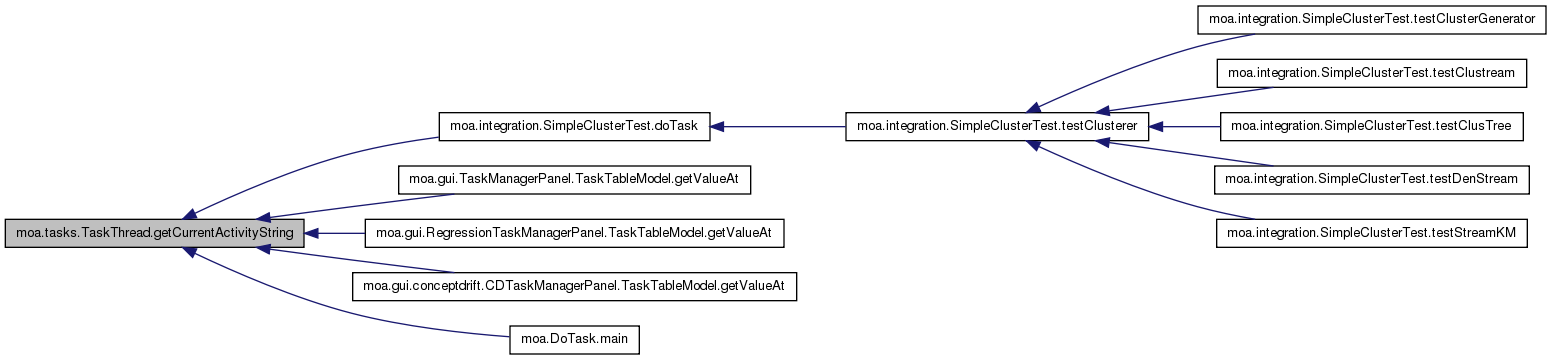 moa.integration.SimpleClusterTest.testClusterGenerator
moa.integration.SimpleClusterTest.testClustream
moa.integration.SimpleClusterTest.doTask
moa.integration.SimpleClusterTest.testClusterer
moa.integration.SimpleClusterTest.testClusTree
moa.gui.TaskManagerPanel.TaskTableModel.getValueAt
moa.integration.SimpleClusterTest.testDenStream
moa.tasks.TaskThread.getCurrentActivityString
moa.gui.RegressionTaskManagerPanel.TaskTableModel.getValueAt
moa.integration.SimpleClusterTest.testStreamKM
moa.gui.conceptdrift.CDTaskManagerPanel.TaskTableModel.getValueAt
moa.DoTask.main